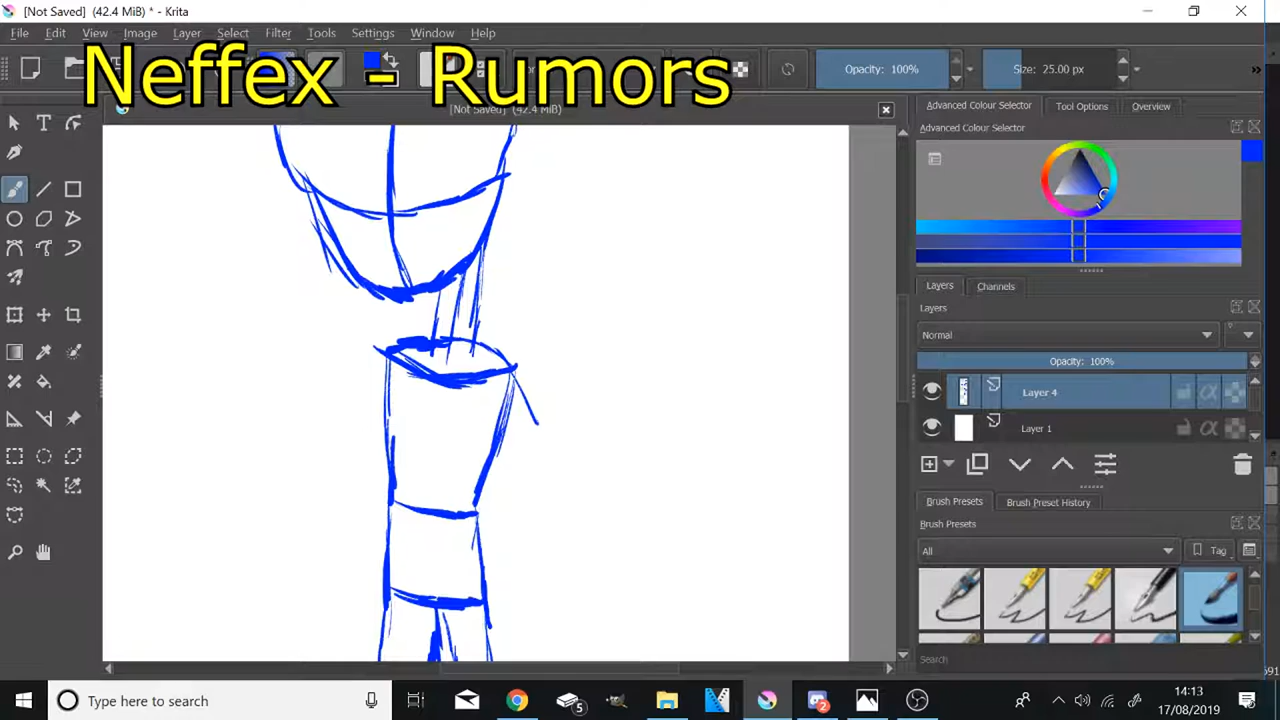 [Not Saved] (42.4 MiB) * - Krita
File Edit View Image Layer Select Filter Tools Settings Window Help
Neffex - Rumors
Opacity: 100%
Size: 25.00 px
»
[Not Saved] (42.4 MiB)
Advanced Colour Selector Tool Options Overview
Advanced Colour Selector
Layers Channels
Layers
Normal
Opacity: 100%
Layer 4
Layer 1
Brush Presets Brush Preset History
Brush Presets
All Tag
Search
Type here to search
5
2
14:13
17/08/2019